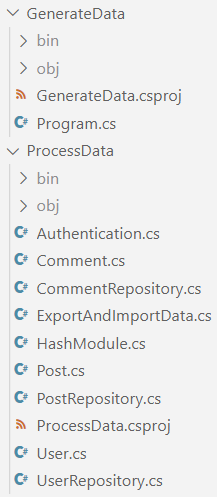 GenerateData
bin
obj
GenerateData.csproj
C# Program.cs
ProcessData
bin
obj
C# Authentication.cs
C# Comment.cs
C# CommentRepository.cs
C# ExportAndImportData.cs
C# HashModule.cs
C# Post.cs
C# PostRepository.cs
ProcessData.csproj
C# User.cs
C# UserRepository.cs